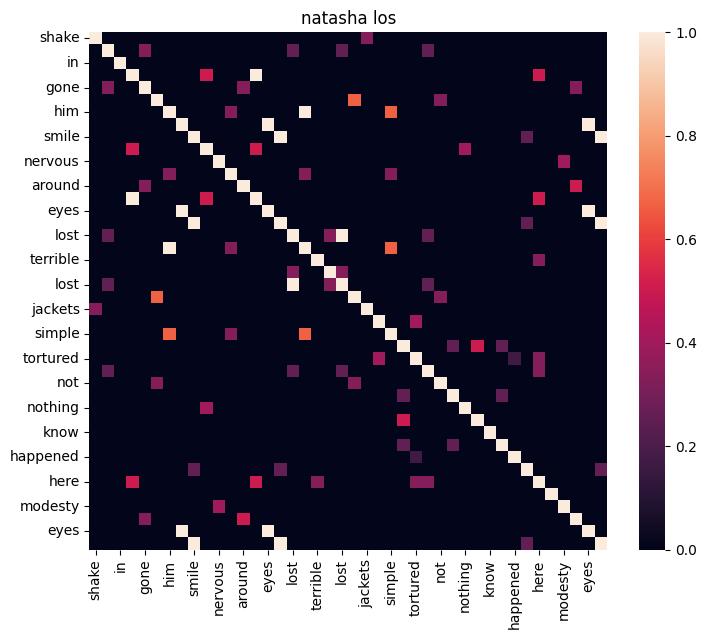 natasha los
shake
in
gone
him
smile
nervous
around
eyes
lost
terrible
lost
jackets
simple
tortured
not
nothing
know
happened
here
modesty
eyes
shake
in
gone
him
smile
nervous
around
eyes
lost
terrible
lost
jackets
simple
tortured
not
nothing
know
happened
here
modesty
eyes
1.0
0.8
0.6
0.4
0.2
0.0